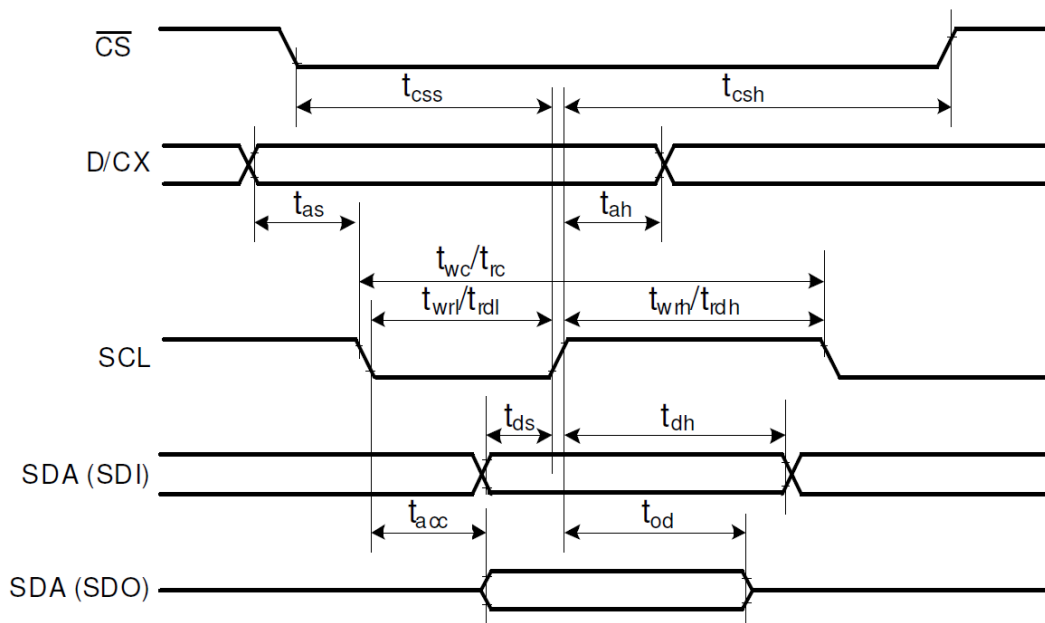 CS
tcss
tcsh
D/CX
tas
tah
twc/trc
twrl/trdl
twrh/trdh
SCL
tds
tdh
SDA (SDI)
tacc
tod
SDA (SDO)